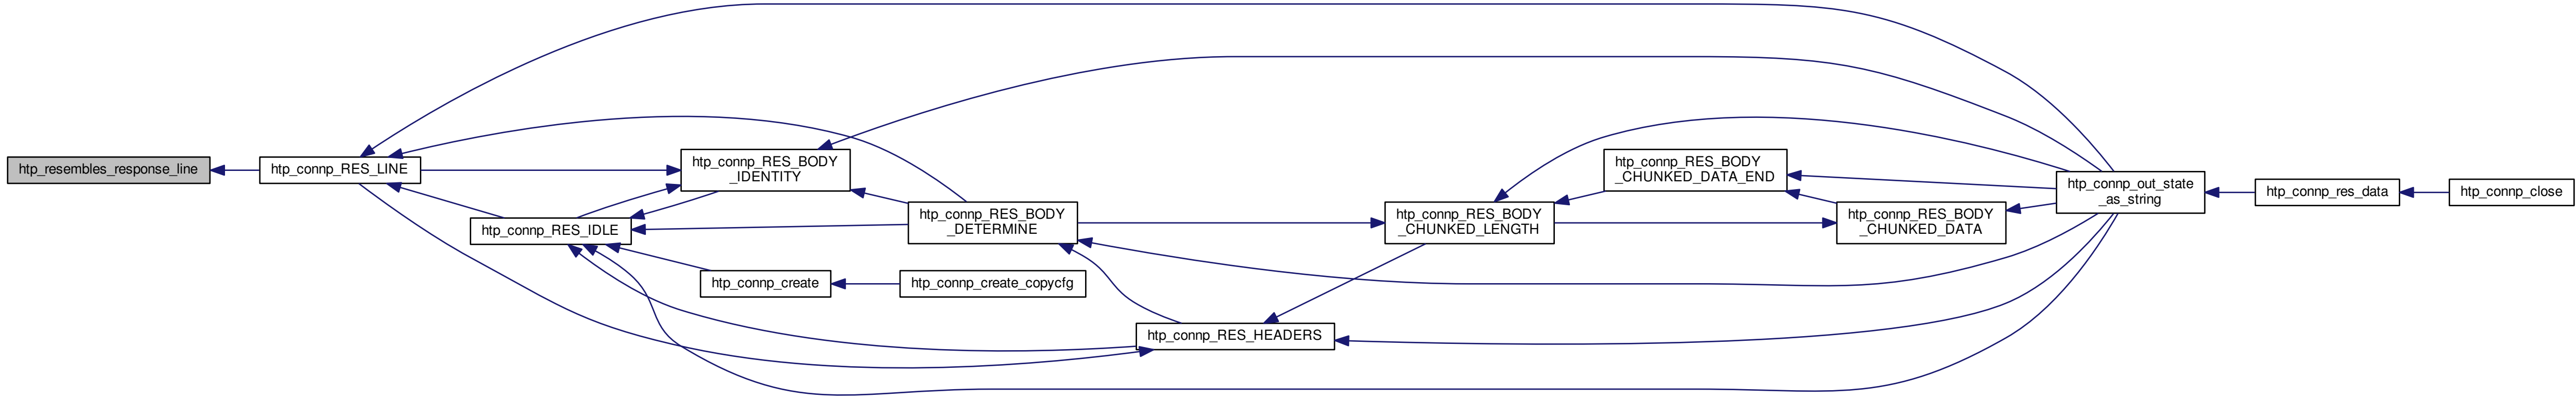 htp_resembles_response_line
htp_connp_RES_LINE
htp_connp_RES_BODY
_IDENTITY
htp_connp_RES_IDLE
htp_connp_create
htp_connp_RES_BODY
_DETERMINE
htp_connp_create_copycfg
htp_connp_RES_HEADERS
htp_connp_RES_BODY
_CHUNKED_LENGTH
htp_connp_RES_BODY
_CHUNKED_DATA_END
htp_connp_RES_BODY
_CHUNKED_DATA
htp_connp_out_state
_as_string
htp_connp_res_data
htp_connp_close